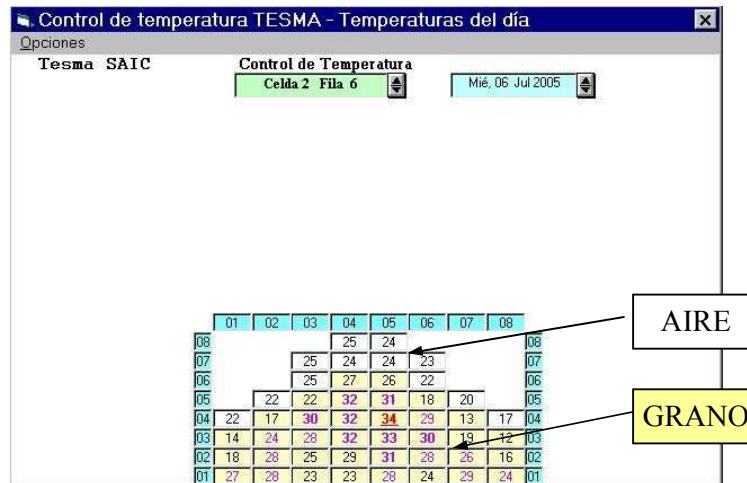 Control de temperatura TESMA - Temperaturas del día
Opciones
Tesma SAIC Control de Temperatura
Celda 2 Fila 6 Mié, 06 Jul 2005
01 02 03 04 05 06 07 08
AIRE
08 25 24 08
07 25 24 24 23 07
06 25 27 26 22 06
05 22 22 32 31 18 20 05
GRANO
04 22 17 30 32 34 29 13 17 04
03 14 24 28 32 33 30 19 12 03
02 18 28 25 29 31 28 26 16 02
01 27 28 23 23 28 24 29 24 01